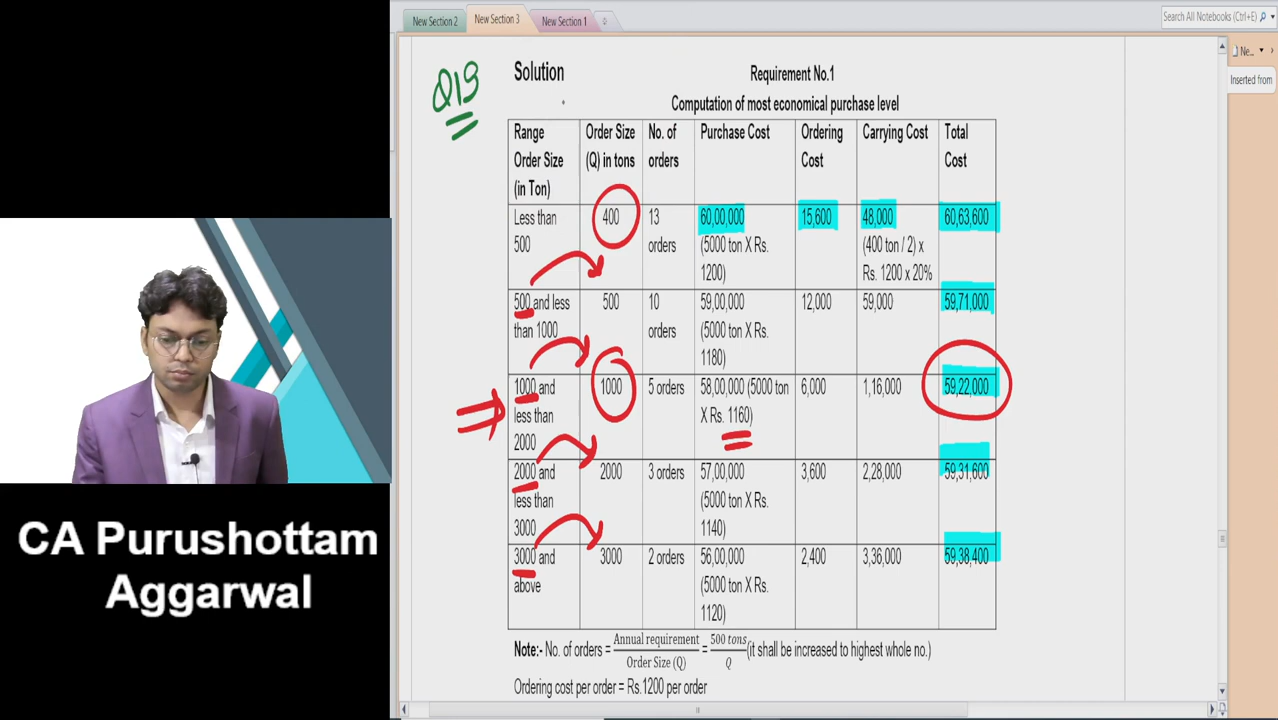 New Section 2
New Section 3
New Section 1
Search All Notebooks (Ctrl+E)
Ne...
Inserted from
Q19
Solution
Requirement No.1
Computation of most economical purchase level
Range Order Size (in Ton) Order Size (Q) in tons No. of orders Purchase Cost Ordering Cost Carrying Cost Total Cost
Less than 500 400 13 orders 60,00,000 (5000 ton X Rs. 1200) 15,600 48,000 (400 ton / 2) x Rs. 1200 x 20% 60,63,600
500 and less than 1000 500 10 orders 59,00,000 (5000 ton X Rs. 1180) 12,000 59,000 59,71,000
1000 and less than 2000 1000 5 orders 58,00,000 (5000 ton X Rs. 1160) 6,000 1,16,000 59,22,000
2000 and less than 3000 2000 3 orders 57,00,000 (5000 ton X Rs. 1140) 3,600 2,28,000 59,31,600
3000 and above 3000 2 orders 56,00,000 (5000 ton X Rs. 1120) 2,400 3,36,000 59,38,400
Note:- No. of orders = Annual requirement / Order Size (Q) = 500 tons / Q (it shall be increased to highest whole no.)
Ordering cost per order = Rs.1200 per order
CA Purushottam
Aggarwal